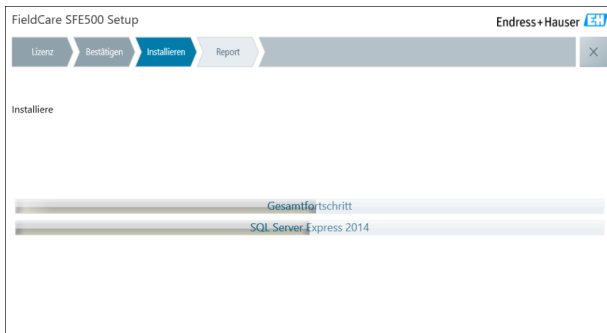 FieldCare SFE500 Setup
Endress+Hauser EH
Lizenz
Bestätigen
Installieren
Report
Installiere
Gesamtfortschritt
SQL Server Express 2014